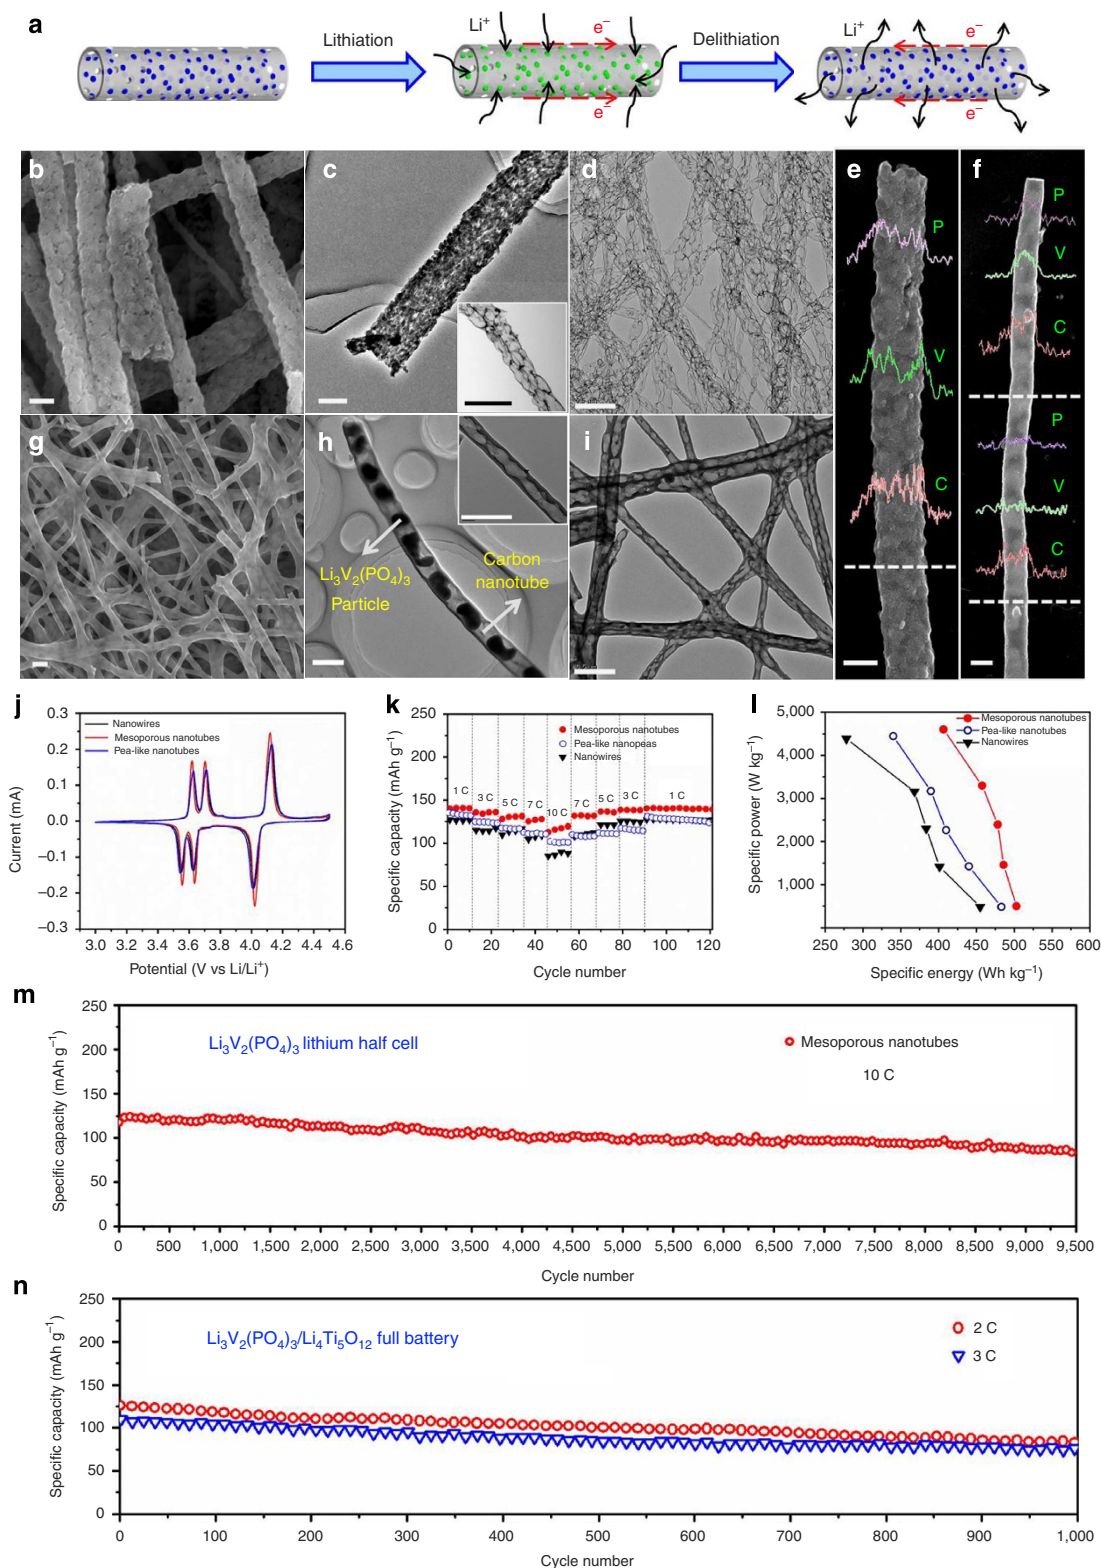 a
Lithiation
Li⁺
e⁻
e⁻
Delithiation
Li⁺
e⁻
e⁻
b
c
d
e
P
V
C
f
P
V
C
P
V
C
g
h
Li₃V₂(PO₄)₃
Particle
Carbon
nanotube
i
j
Current (mA)
0.3
0.2
0.1
0.0
–0.1
–0.2
–0.3
Nanowires
Mesoporous nanotubes
Pea-like nanotubes
3.0 3.2 3.4 3.6 3.8 4.0 4.2 4.4 4.6
Potential (V vs Li/Li⁺)
k
Specific capacity (mAh g⁻¹)
250
200
150
100
50
0
Mesoporous nanotubes
Pea-like nanopeas
Nanowires
1 C 3 C 5 C 7 C 10 C 7 C 5 C 3 C 1 C
0 20 40 60 80 100 120
Cycle number
l
Specific power (W kg⁻¹)
5,000
4,000
3,000
2,000
1,000
Mesoporous nanotubes
Pea-like nanotubes
Nanowires
250 350 400 450 500 550 600
Specific energy (Wh kg⁻¹)
m
Specific capacity (mAh g⁻¹)
250
200
150
100
50
0
Li₃V₂(PO₄)₃ lithium half cell
Mesoporous nanotubes
10 C
0 500 1,000 1,500 2,000 2,500 3,000 3,500 4,000 4,500 5,000 5,500 6,000 6,500 7,000 7,500 8,000 8,500 9,000 9,500
Cycle number
n
Specific capacity (mAh g⁻¹)
250
200
150
100
50
0
Li₃V₂(PO₄)₃/Li₄Ti₅O₁₂ full battery
2 C
3 C
0 100 200 300 400 500 600 700 800 900 1,000
Cycle number